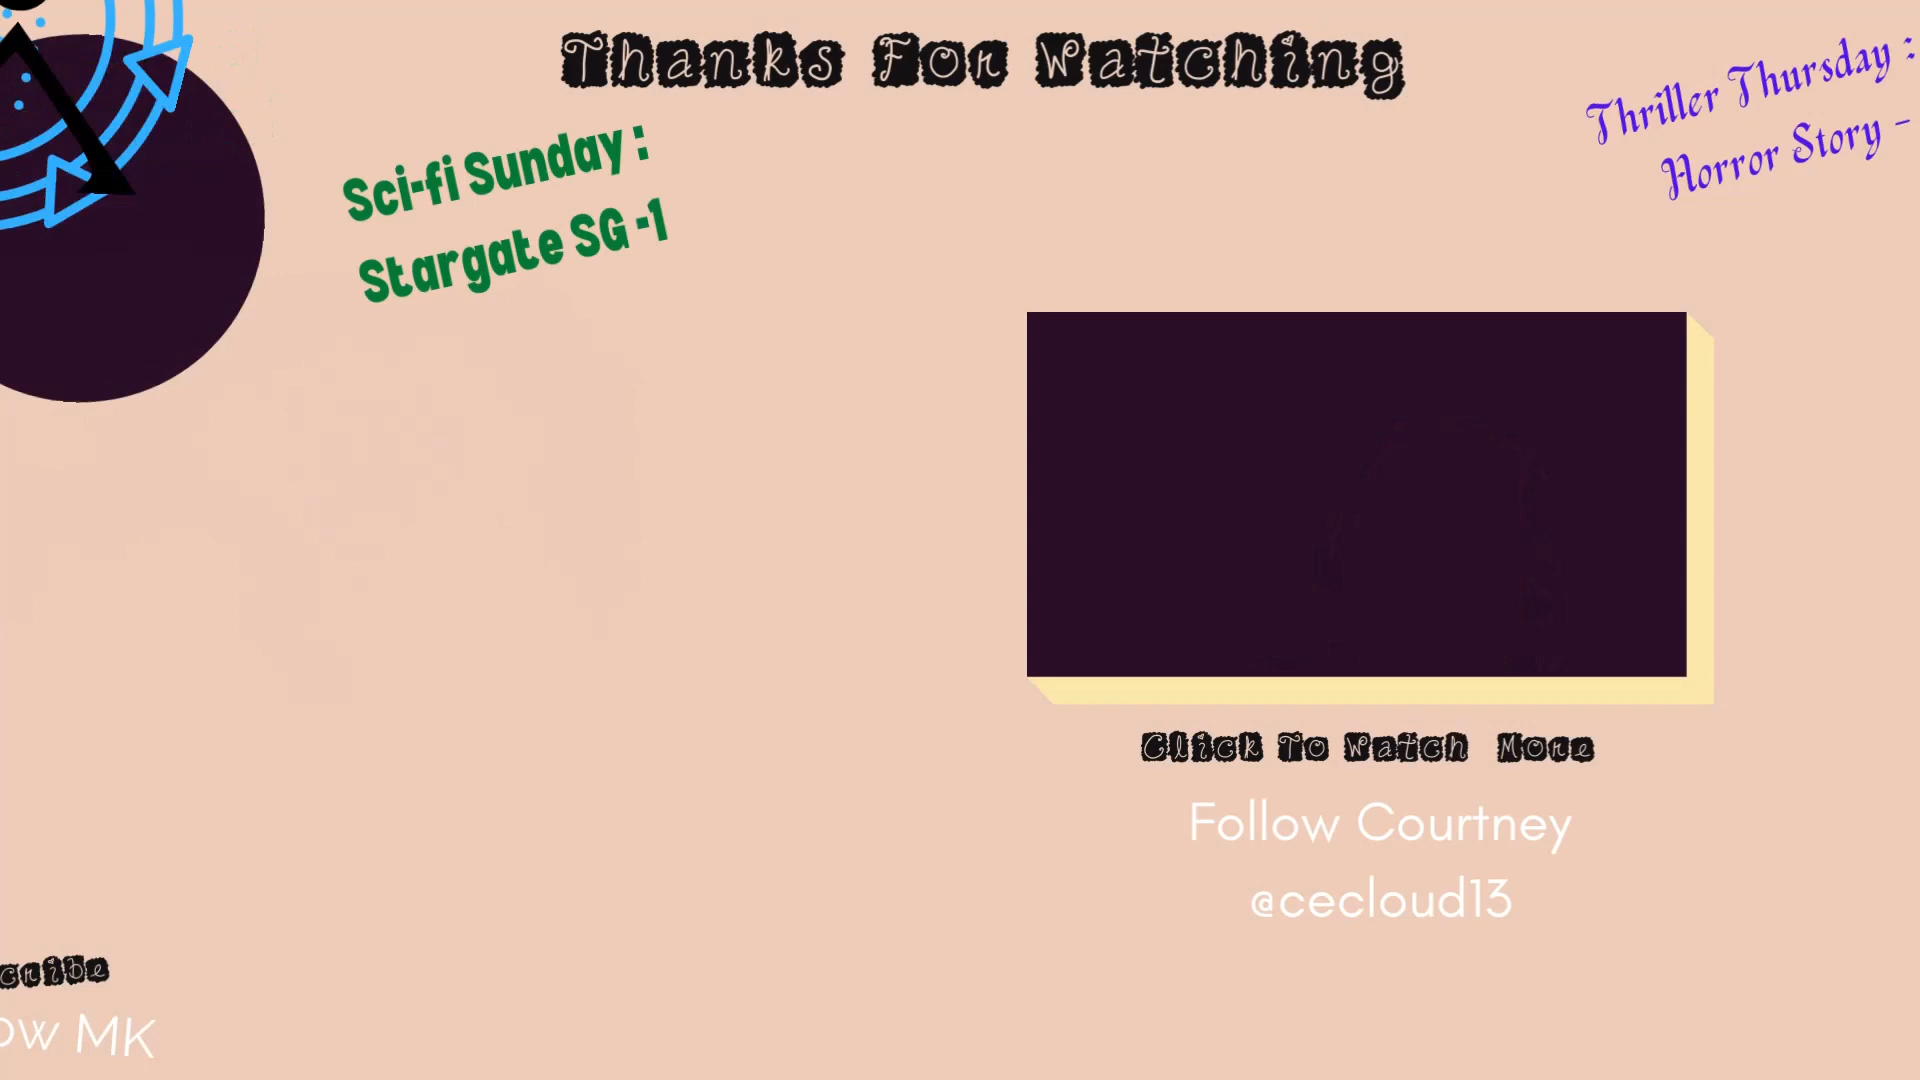 Thanks For Watching
Sci-fi Sunday :
Stargate SG -1
Thriller Thursday :
Horror Story -
Click To Watch More
Follow Courtney
@cecloud13
MK